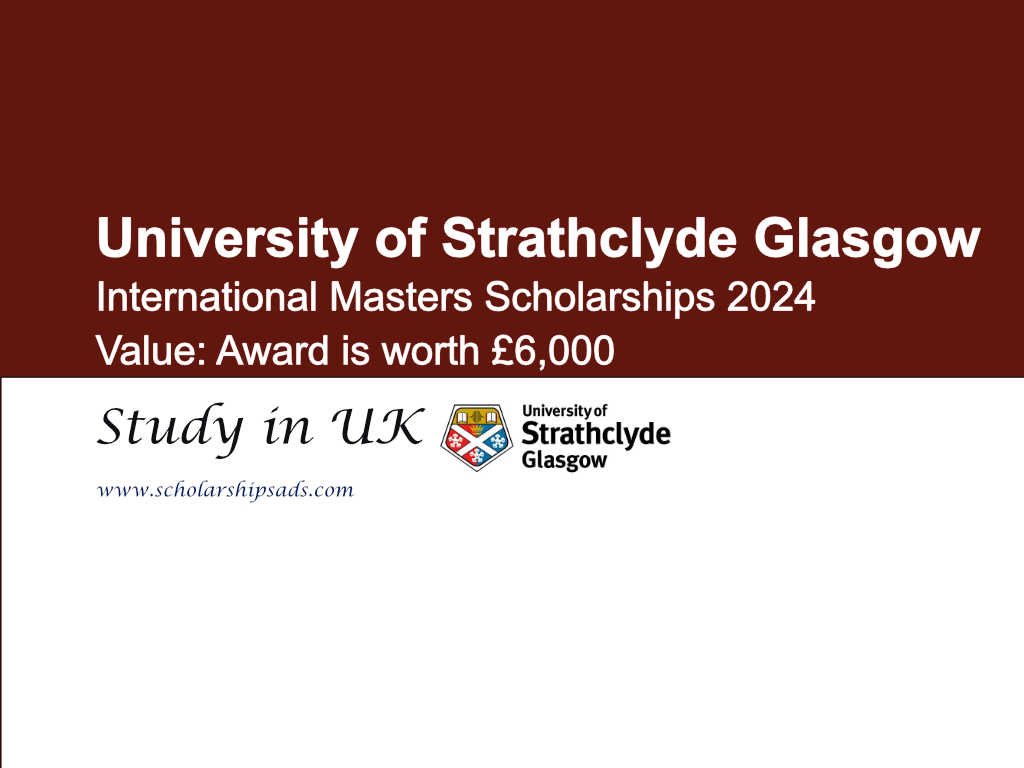 University of Strathclyde Glasgow
International Masters Scholarships 2024
Value: Award is worth £6,000
Study in UK
University of
Strathclyde
Glasgow
www.scholarshipsads.com